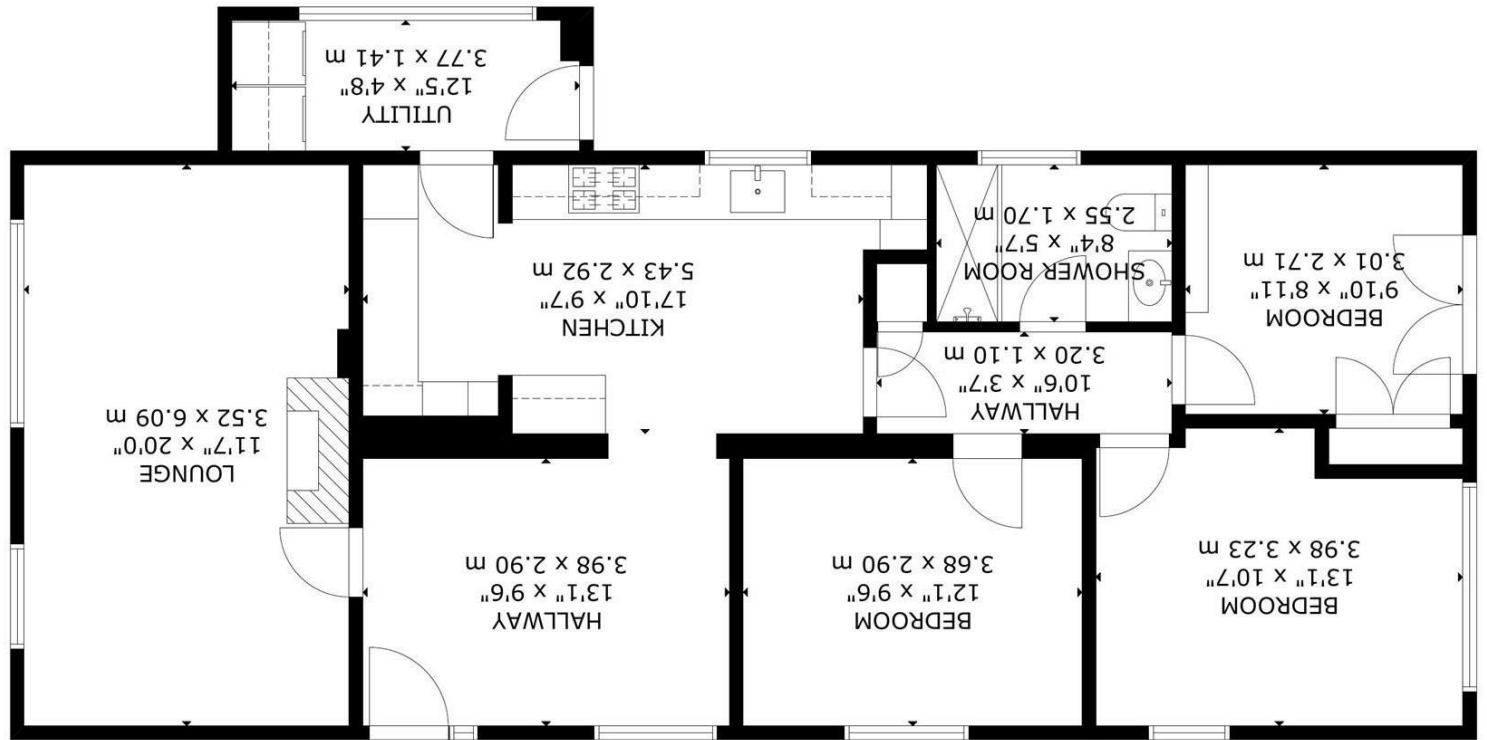 BEDROOM
13'1" x 10'7"
3.98 x 3.23 m
BEDROOM
12'1" x 9'6"
3.68 x 2.90 m
HALLWAY
13'1" x 9'6"
3.98 x 2.90 m
LOUNGE
11'7" x 20'0"
3.52 x 6.09 m
HALLWAY
10'6" x 3'7"
3.20 x 1.10 m
BEDROOM
9'10" x 8'11"
3.01 x 2.71 m
SHOWER ROOM
8'4" x 5'7"
2.55 x 1.70 m
KITCHEN
17'10" x 9'7"
5.43 x 2.92 m
UTILITY
12'5" x 4'8"
3.77 x 1.41 m